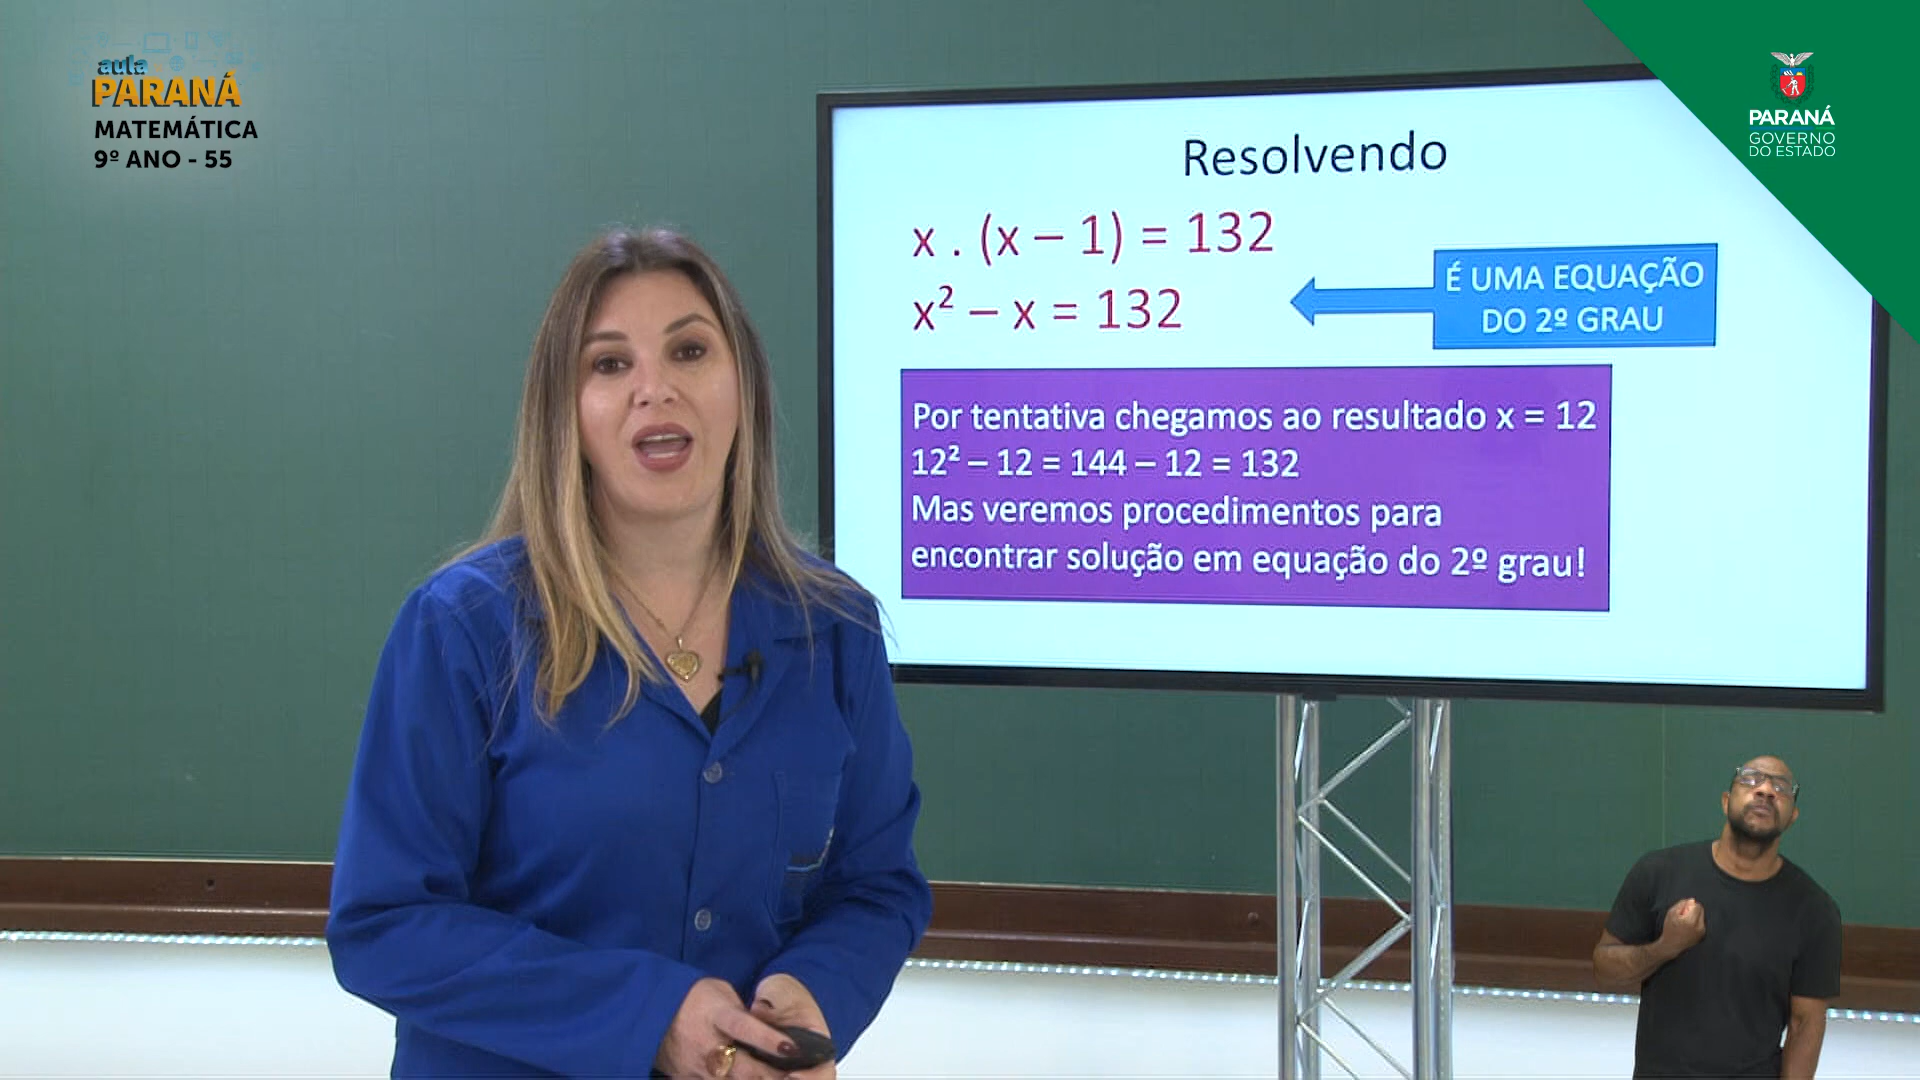 aula
PARANÁ
MATEMÁTICA
9º ANO - 55
PARANÁ
GOVERNO
DO ESTADO
Resolvendo
x . (x – 1) = 132
x² – x = 132
É UMA EQUAÇÃO
DO 2º GRAU
Por tentativa chegamos ao resultado x = 12
12² – 12 = 144 – 12 = 132
Mas veremos procedimentos para
encontrar solução em equação do 2º grau!